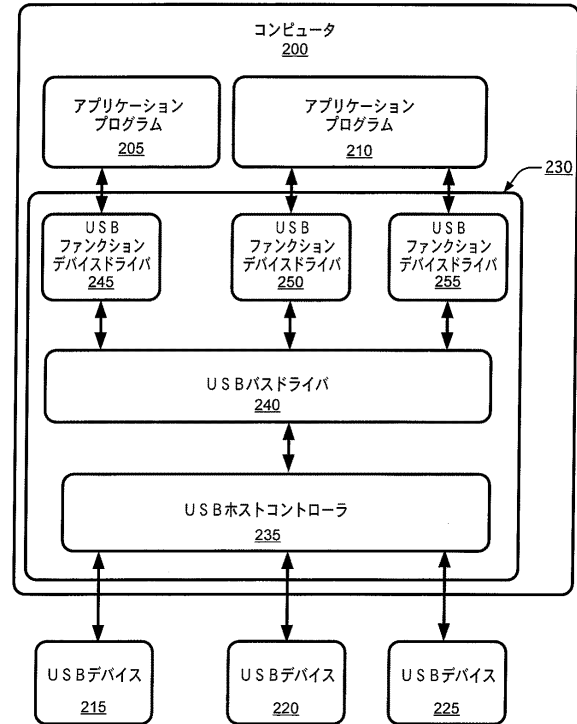 コンピュータ
200
アプリケーション
プログラム
205
アプリケーション
プログラム
210
230
ＵＳＢ
ファンクション
デバイスドライバ
245
ＵＳＢ
ファンクション
デバイスドライバ
250
ＵＳＢ
ファンクション
デバイスドライバ
255
ＵＳＢバスドライバ
240
ＵＳＢホストコントローラ
235
ＵＳＢデバイス
215
ＵＳＢデバイス
220
ＵＳＢデバイス
225